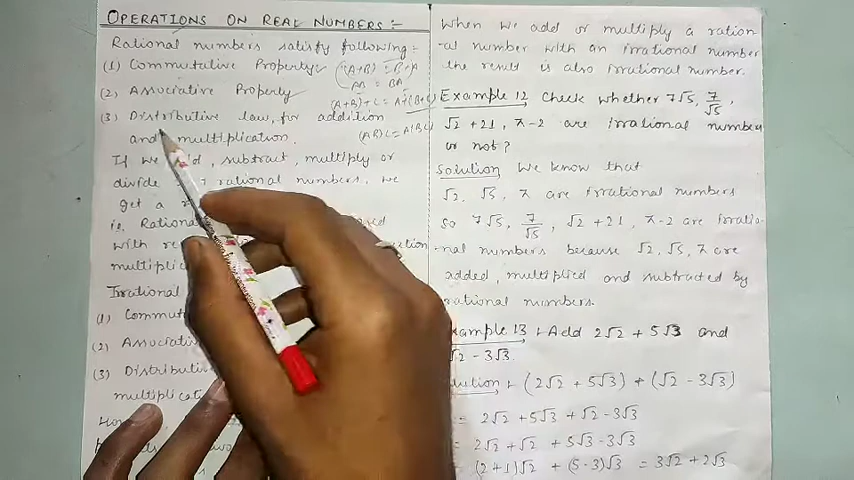 OPERATIONS ON REAL NUMBERS :-
Rational numbers satisfy following :-
(1) Commutative Property (A+B) = B+A
AB = BA
(2) Associative Property
(A+B)+C = A+(B+C)
(3) Distributive law, for addition
and multiplication. (AB)C = A(BC)
If we subtract, multiply or
divide rational numbers, we
get a
is. Rational
with
multiplic
Irrational
(1) Commut
(2) Associati
(3) Distributi
multiplicat
when we add or multiply a ration
-al number with an irrational number
the result is also irrational number.
Example 12 Check whether 7√5, 7/√5,
√2 + 21, π-2 are irrational numbers
or not?
Solution We know that
√2, √5, π are irrational numbers
so 7√5, 7/√5, √2 + 21, π-2 are irratio-
nal numbers because √2, √5, π are
added, multiplied and subtracted by
rational numbers.
xample 13 :- Add 2√2 + 5√3 and
√2 - 3√3.
lution :- (2√2 + 5√3) + (√2 - 3√3)
= 2√2 + 5√3 + √2 - 3√3
= 2√2 + √2 + 5√3 - 3√3
= (2+1)√2 + (5-3)√3 = 3√2 + 2√3